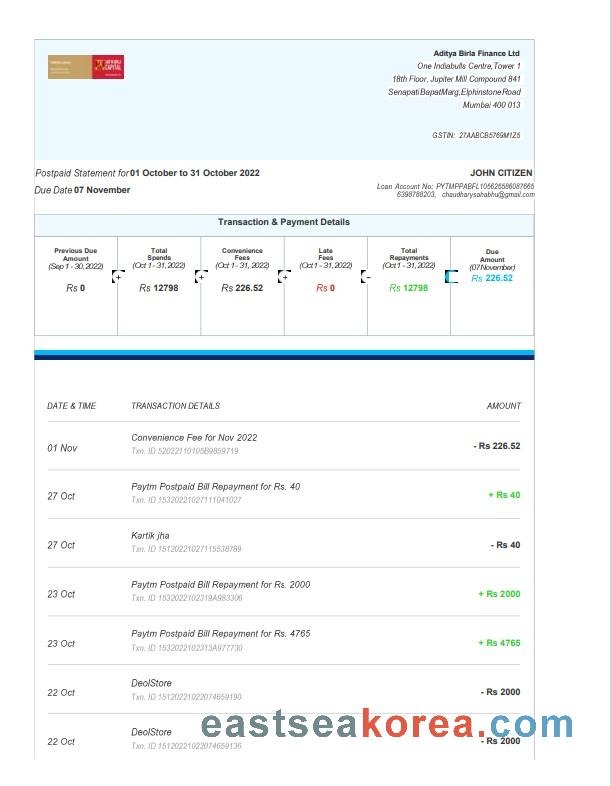 Aditya Birla Finance Ltd
One Indiabulls Centre,Tower 1
18th Floor, Jupiter Mill Compound 841
SenapatiBapatMarg,ElphinstoneRoad
Mumbai 400 013
GSTIN: 27AABCB5769M1Z6
ADITYA BIRLA
CAPITAL
Postpaid Statement for 01 October to 31 October 2022
JOHN CITIZEN
Due Date 07 November
Loan Account No: PYTMPPABFL105625586087665
6398788203, chaudharysahabhu@gmail.com
Transaction & Payment Details
Previous Due Amount (Sep 1 - 30, 2022) Rs 0
+
Total Spends (Oct 1 - 31, 2022) Rs 12798
+
Convenience Fees (Oct 1 - 31, 2022) Rs 226.52
+
Late Fees (Oct 1 - 31, 2022) Rs 0
-
Total Repayments (Oct 1 - 31, 2022) Rs 12798
Due Amount (07November) Rs 226.52
DATE & TIME TRANSACTION DETAILS AMOUNT
01 Nov Convenience Fee for Nov 2022 - Rs 226.52
Txn. ID 52022110105B9859719
27 Oct Paytm Postpaid Bill Repayment for Rs. 40 + Rs 40
Txn. ID 15320221027111041027
27 Oct Kartik jha - Rs 40
Txn. ID 15120221027115538789
23 Oct Paytm Postpaid Bill Repayment for Rs. 2000 + Rs 2000
Txn. ID 1532022102319A983306
23 Oct Paytm Postpaid Bill Repayment for Rs. 4765 + Rs 4765
Txn. ID 1532022102313A977730
22 Oct DeolStore - Rs 2000
Txn. ID 15120221022074659190
22 Oct DeolStore - Rs 2000
Txn. ID 15120221022074659136
eastseakorea.com